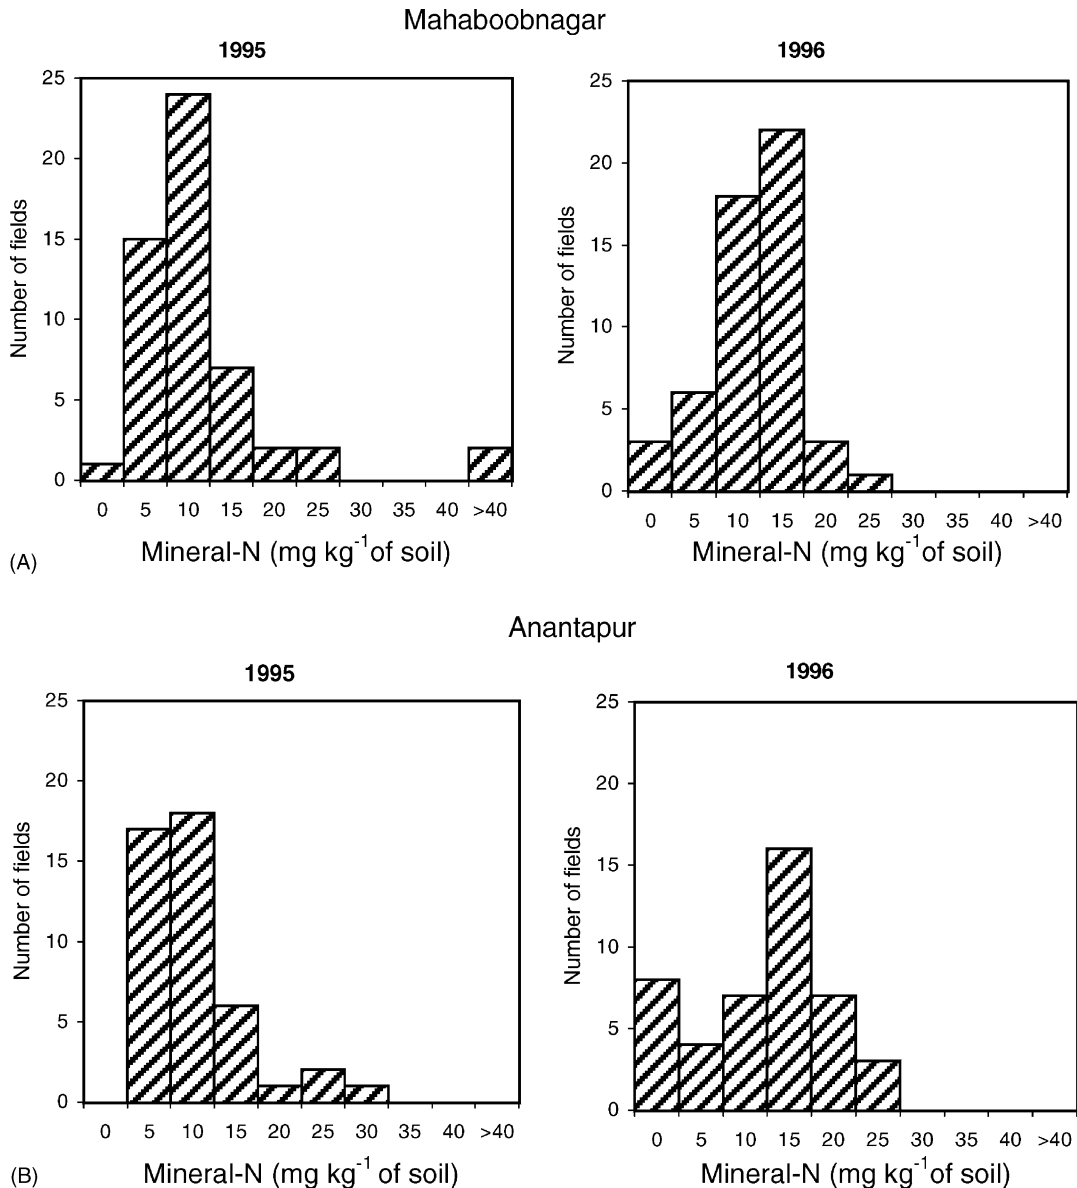 Mahaboobnagar
1995
25
20
15
10
5
0
Number of fields
0 5 10 15 20 25 30 35 40 >40
Mineral-N (mg kg⁻¹of soil)
1996
25
20
15
10
5
0
Number of fields
0 5 10 15 20 25 30 35 40 >40
Mineral-N (mg kg⁻¹of soil)
(A)
Anantapur
1995
25
20
15
10
5
0
Number of fields
0 5 10 15 20 25 30 35 40 >40
Mineral-N (mg kg⁻¹ of soil)
1996
25
20
15
10
5
0
Number of fields
0 5 10 15 20 25 30 35 40 >40
Mineral-N (mg kg⁻¹ of soil)
(B)